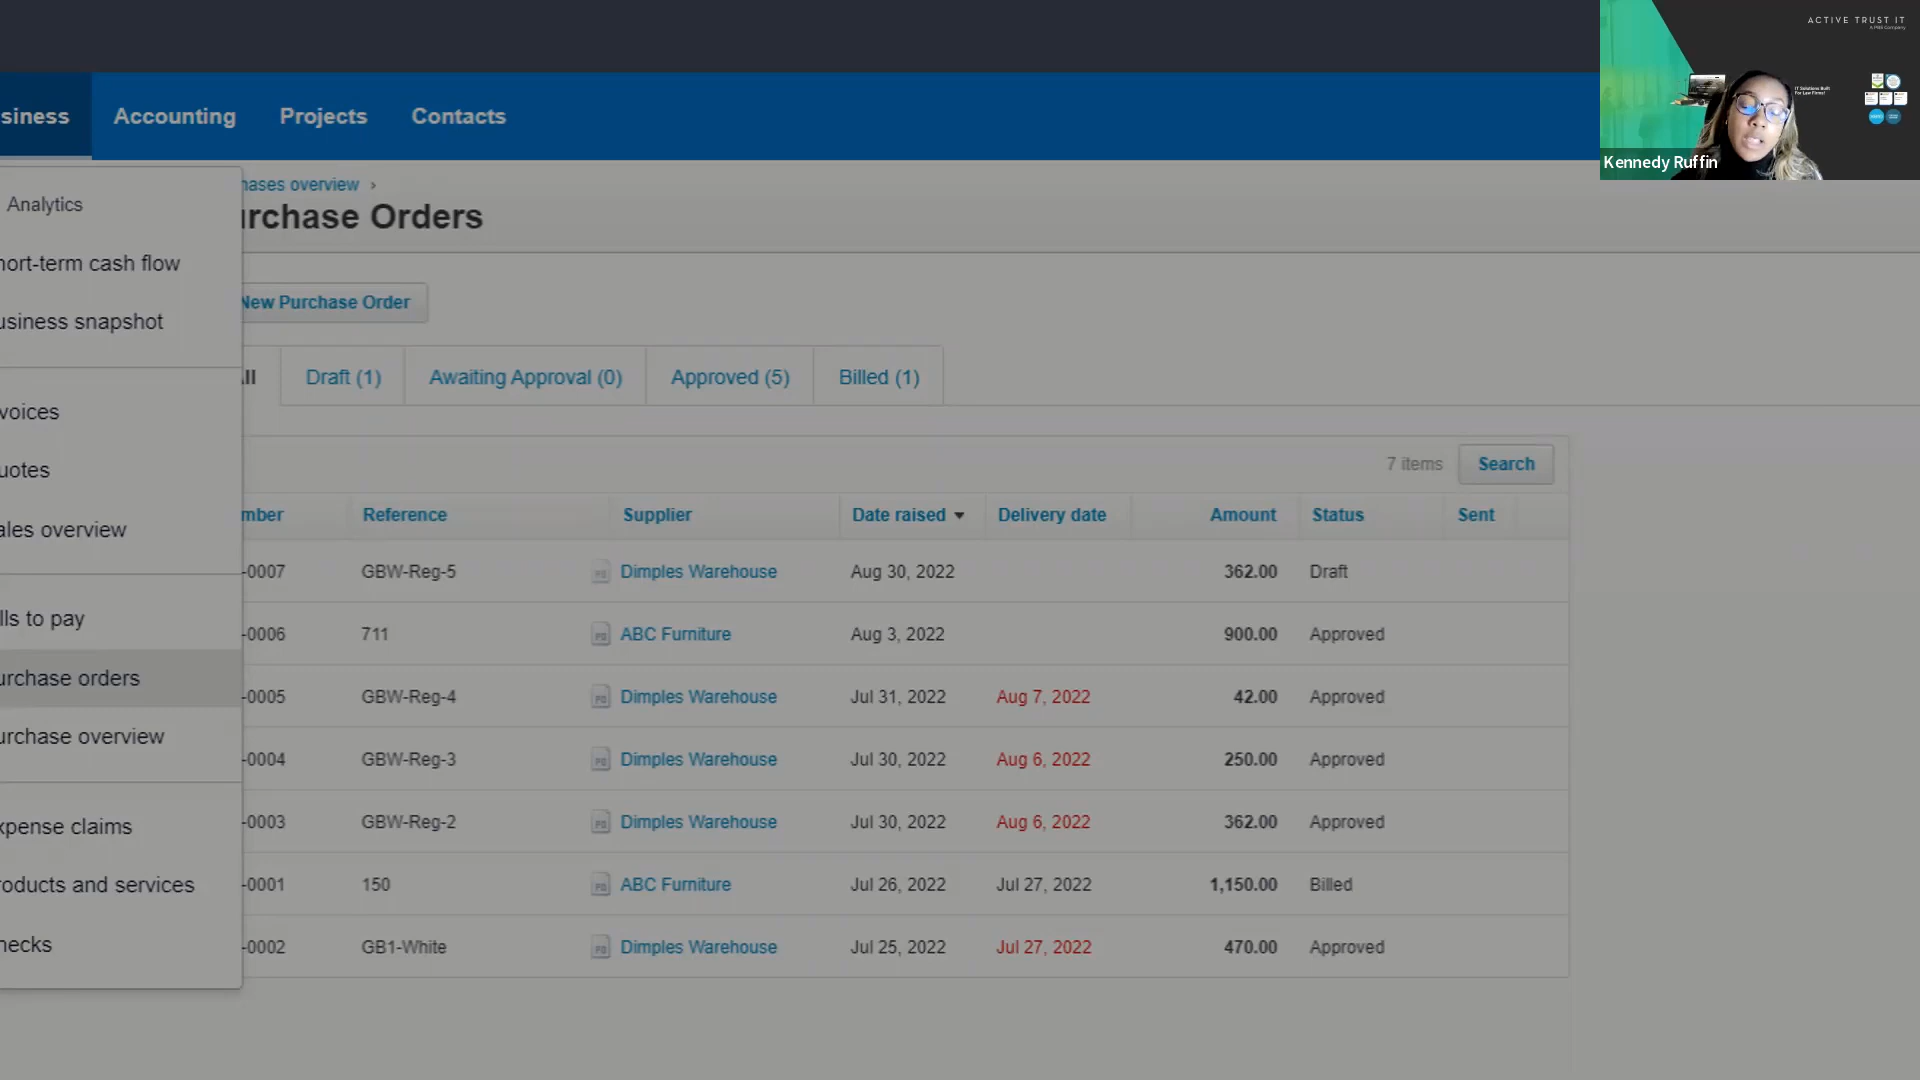 ACTIVE TRUST IT
IT Solutions Built
For Law Firms!
Kennedy Ruffin
siness Accounting Projects Contacts
hases overview ›
urchase Orders
Analytics
hort-term cash flow
usiness snapshot
voices
uotes
ales overview
lls to pay
urchase orders
urchase overview
xpense claims
roducts and services
hecks
New Purchase Order
ll Draft (1) Awaiting Approval (0) Approved (5) Billed (1)
7 items Search
mber Reference Supplier Date raised Delivery date Amount Status Sent
-0007 GBW-Reg-5 Dimples Warehouse Aug 30, 2022 362.00 Draft
-0006 711 ABC Furniture Aug 3, 2022 900.00 Approved
-0005 GBW-Reg-4 Dimples Warehouse Jul 31, 2022 Aug 7, 2022 42.00 Approved
-0004 GBW-Reg-3 Dimples Warehouse Jul 30, 2022 Aug 6, 2022 250.00 Approved
-0003 GBW-Reg-2 Dimples Warehouse Jul 30, 2022 Aug 6, 2022 362.00 Approved
-0001 150 ABC Furniture Jul 26, 2022 Jul 27, 2022 1,150.00 Billed
-0002 GB1-White Dimples Warehouse Jul 25, 2022 Jul 27, 2022 470.00 Approved